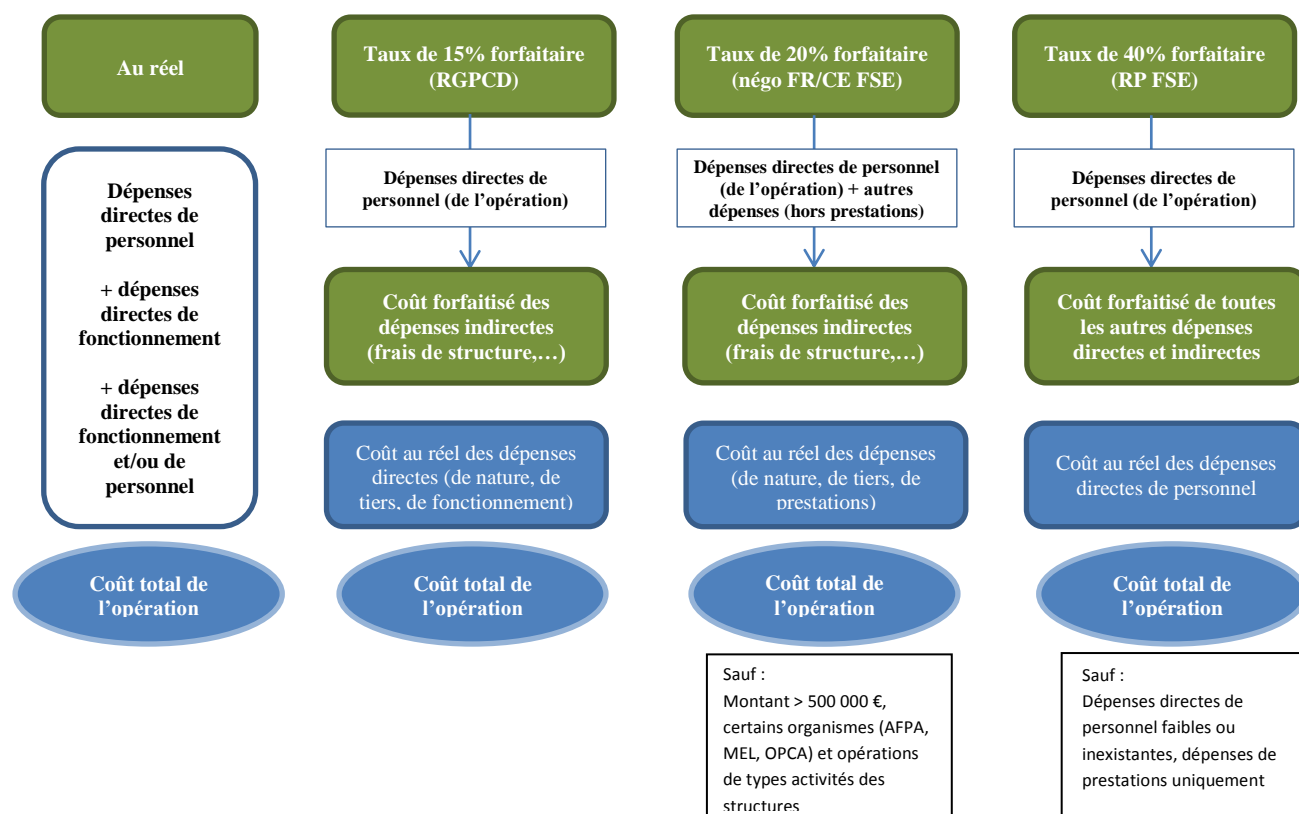 Au réel
Dépenses
directes de
personnel
+ dépenses
directes de
fonctionnement
+ dépenses
directes de
fonctionnement
et/ou de
personnel
Coût total de
l’opération
Taux de 15% forfaitaire
(RGPCD)
Dépenses directes de
personnel (de l’opération)
Coût forfaitisé des
dépenses indirectes
(frais de structure,…)
Coût au réel des dépenses
directes (de nature, de
tiers, de fonctionnement)
Coût total de
l’opération
Taux de 20% forfaitaire
(négo FR/CE FSE)
Dépenses directes de personnel
(de l’opération) + autres
dépenses (hors prestations)
Coût forfaitisé des
dépenses indirectes
(frais de structure,…)
Coût au réel des dépenses
(de nature, de tiers, de
prestations)
Coût total de
l’opération
Sauf :
Montant > 500 000 €,
certains organismes (AFPA,
MEL, OPCA) et opérations
de types activités des
structures
Taux de 40% forfaitaire
(RP FSE)
Dépenses directes de
personnel (de l’opération)
Coût forfaitisé de toutes
les autres dépenses
directes et indirectes
Coût au réel des dépenses
directes de personnel
Coût total de
l’opération
Sauf :
Dépenses directes de
personnel faibles ou
inexistantes, dépenses de
prestations uniquement